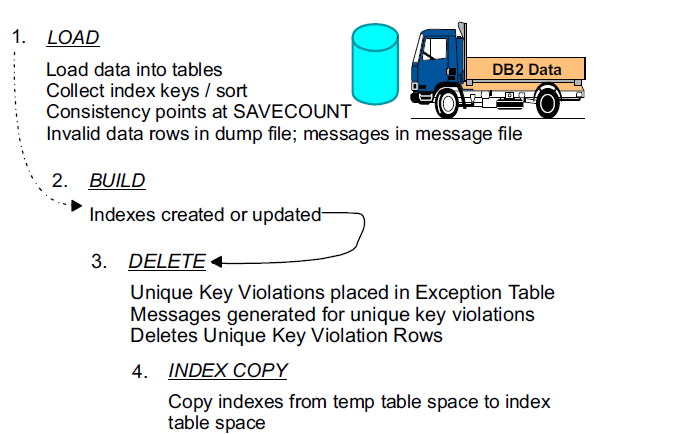 1. LOAD
Load data into tables
Collect index keys / sort
Consistency points at SAVECOUNT
Invalid data rows in dump file; messages in message file
DB2 Data
2. BUILD
Indexes created or updated
3. DELETE
Unique Key Violations placed in Exception Table
Messages generated for unique key violations
Deletes Unique Key Violation Rows
4. INDEX COPY
Copy indexes from temp table space to index
table space